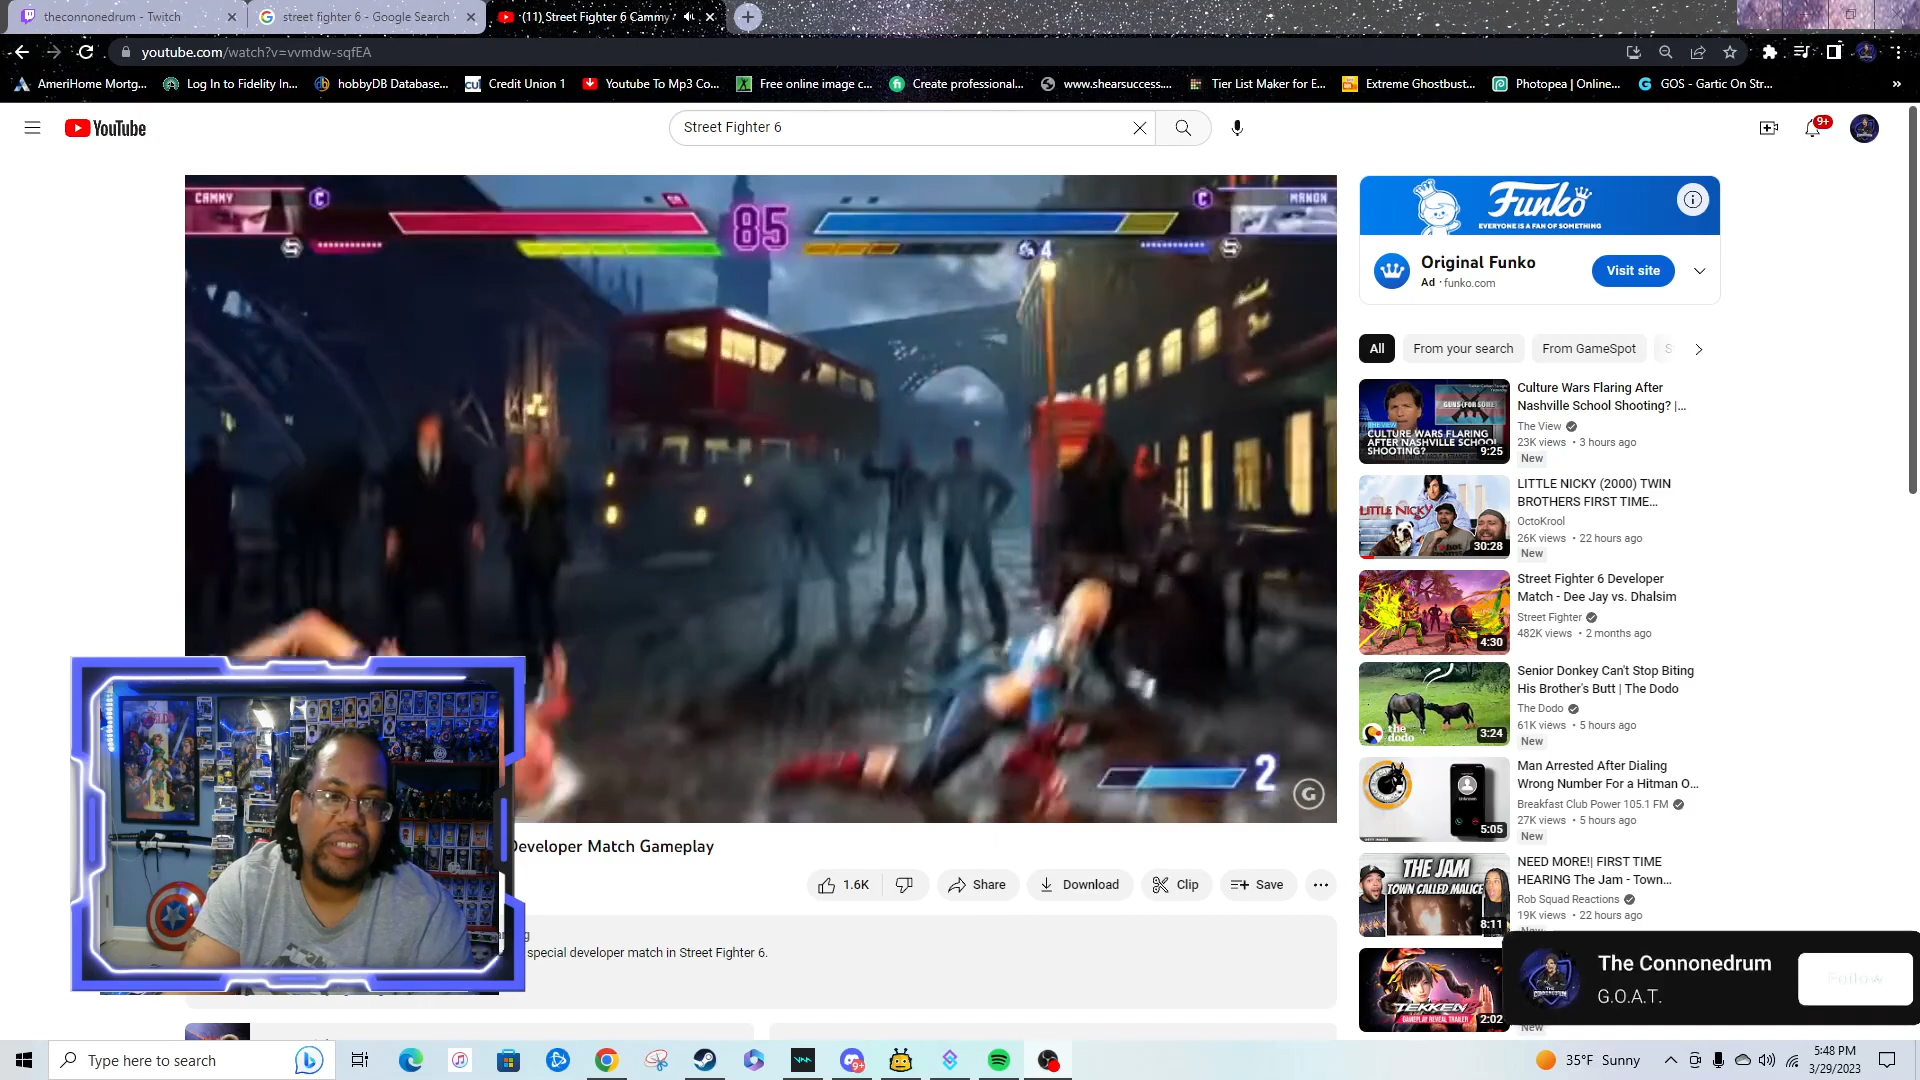 theconnonedrum - Twitch
street fighter 6 - Google Search
(11) Street Fighter 6 Cammy
youtube.com/watch?v=vvmdw-sqfEA
AmeriHome Mortg...
Log In to Fidelity In...
hobbyDB Database...
Credit Union 1
Youtube To Mp3 Co...
Free online image c...
Create professional...
www.shearsuccess....
Tier List Maker for E...
Extreme Ghostbust...
Photopea | Online...
GOS - Gartic On Str...
YouTube
Street Fighter 6
9+
CAMMY
85
MANON
4
2
Funko
EVERYONE IS A FAN OF SOMETHING
Original Funko
Ad · funko.com
Visit site
All
From your search
From GameSpot
Culture Wars Flaring After
Nashville School Shooting? |...
The View
23K views • 3 hours ago
New
CULTURE WARS FLARING
AFTER NASHVILLE SCHOOL
SHOOTING?
9:25
LITTLE NICKY (2000) TWIN
BROTHERS FIRST TIME...
OctoKrool
26K views • 22 hours ago
New
LITTLE NICKY
30:28
Street Fighter 6 Developer
Match - Dee Jay vs. Dhalsim
Street Fighter
482K views • 2 months ago
4:30
Senior Donkey Can't Stop Biting
His Brother's Butt | The Dodo
The Dodo
61K views • 5 hours ago
New
the dodo
3:24
Man Arrested After Dialing
Wrong Number For a Hitman O...
Breakfast Club Power 105.1 FM
27K views • 5 hours ago
New
5:05
NEED MORE!| FIRST TIME
HEARING The Jam - Town...
Rob Squad Reactions
19K views • 22 hours ago
THE JAM
TOWN CALLED MALICE
8:11
TEKKEN 8
GAMEPLAY REVEAL TRAILER
2:02
New
Developer Match Gameplay
1.6K
Share
Download
Clip
Save
special developer match in Street Fighter 6.
The Connonedrum
G.O.A.T.
Follow
Type here to search
35°F Sunny
5:48 PM
3/29/2023